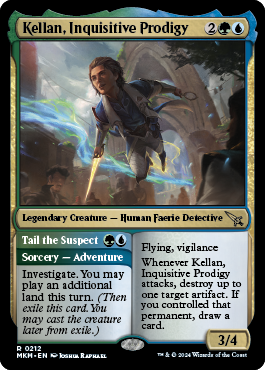 Kellan, Inquisitive Prodigy 2
Legendary Creature — Human Faerie Detective
Tail the Suspect
Sorcery — Adventure
Investigate. You may
play an additional
land this turn. (Then
exile this card. You
may cast the creature
later from exile.)
Flying, vigilance
Whenever Kellan,
Inquisitive Prodigy
attacks, destroy up to
one target artifact. If
you controlled that
permanent, draw a
card.
3/4
R 0212
MKM • EN Joshua Raphael
™ & © 2024 Wizards of the Coast